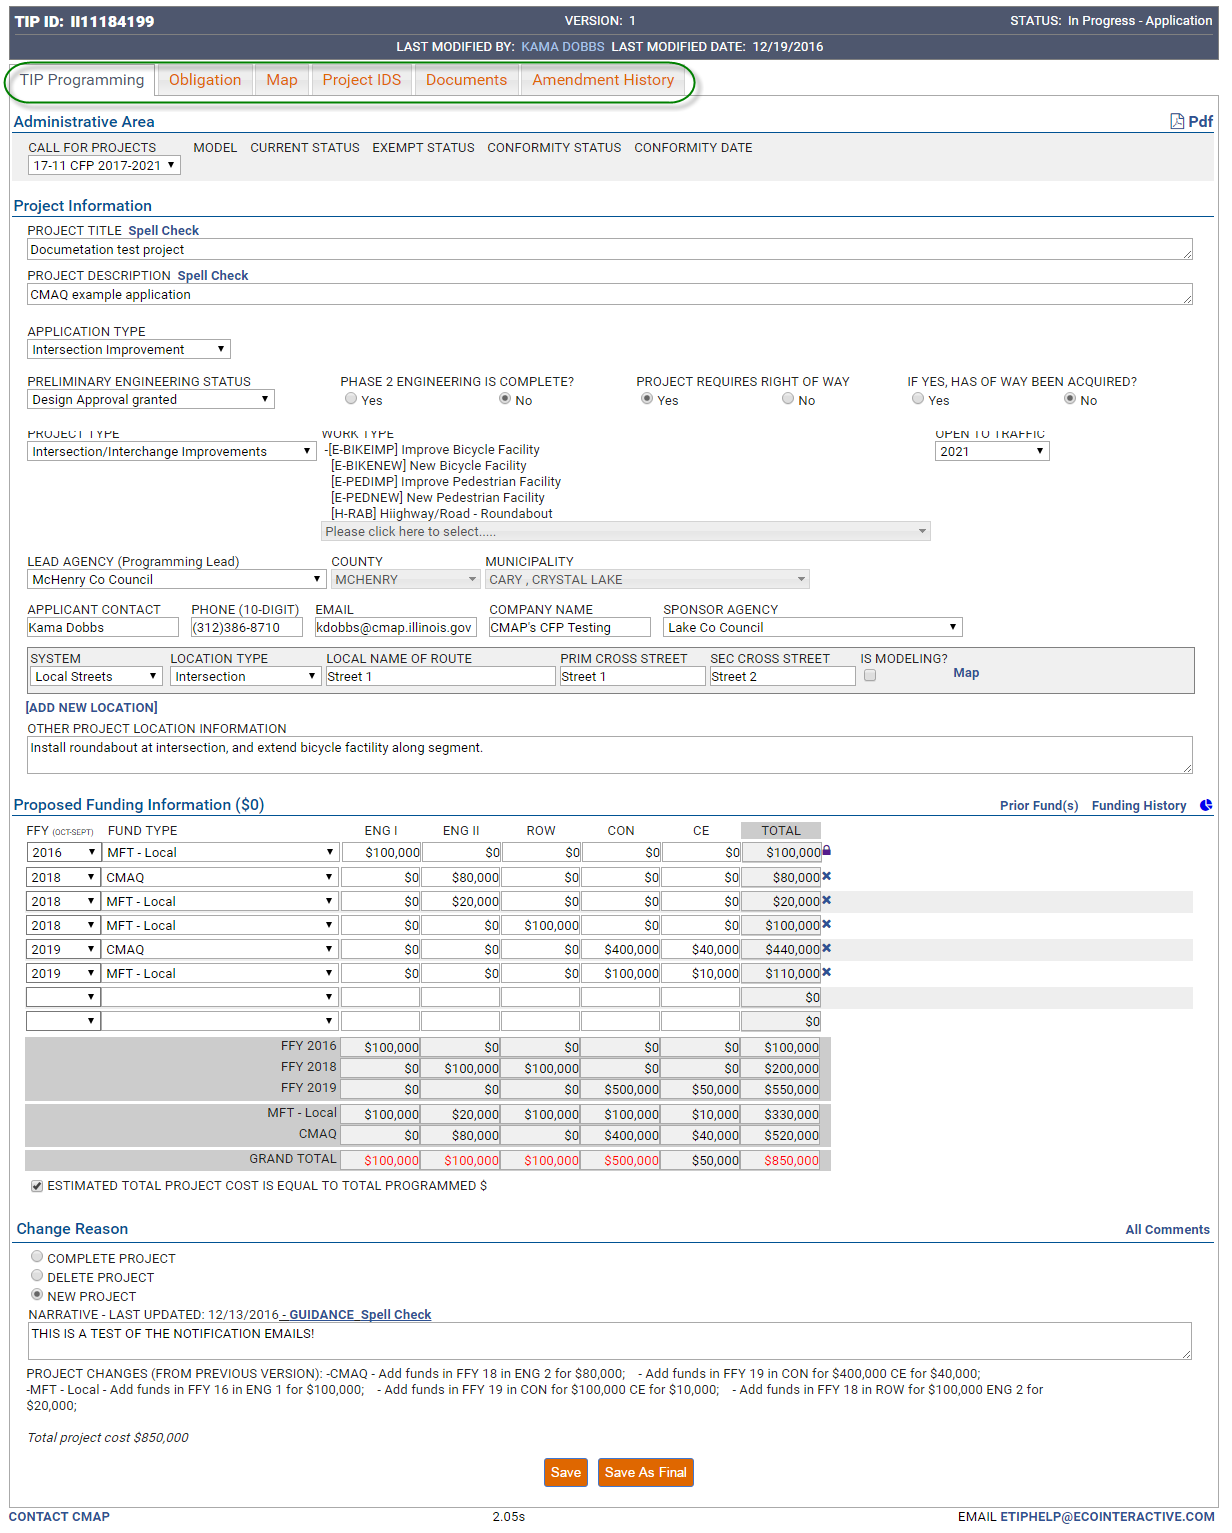 TIP ID: II11184199 VERSION: 1 STATUS: In Progress - Application
LAST MODIFIED BY: KAMA DOBBS LAST MODIFIED DATE: 12/19/2016
TIP Programming Obligation Map Project IDS Documents Amendment History
Administrative Area Pdf
CALL FOR PROJECTS MODEL CURRENT STATUS EXEMPT STATUS CONFORMITY STATUS CONFORMITY DATE
17-11 CFP 2017-2021
Project Information
PROJECT TITLE Spell Check
Documetation test project
PROJECT DESCRIPTION Spell Check
CMAQ example application
APPLICATION TYPE
Intersection Improvement
PRELIMINARY ENGINEERING STATUS PHASE 2 ENGINEERING IS COMPLETE? PROJECT REQUIRES RIGHT OF WAY IF YES, HAS OF WAY BEEN ACQUIRED?
Design Approval granted Yes No Yes No Yes No
PROJECT TYPE WORK TYPE OPEN TO TRAFFIC
Intersection/Interchange Improvements -[E-BIKEIMP] Improve Bicycle Facility 2021
[E-BIKENEW] New Bicycle Facility
[E-PEDIMP] Improve Pedestrian Facility
[E-PEDNEW] New Pedestrian Facility
[H-RAB] Hiighway/Road - Roundabout
Please click here to select.....
LEAD AGENCY (Programming Lead) COUNTY MUNICIPALITY
McHenry Co Council MCHENRY CARY , CRYSTAL LAKE
APPLICANT CONTACT PHONE (10-DIGIT) EMAIL COMPANY NAME SPONSOR AGENCY
Kama Dobbs (312)386-8710 kdobbs@cmap.illinois.gov CMAP's CFP Testing Lake Co Council
SYSTEM LOCATION TYPE LOCAL NAME OF ROUTE PRIM CROSS STREET SEC CROSS STREET IS MODELING?
Local Streets Intersection Street 1 Street 1 Street 2 Map
[ADD NEW LOCATION]
OTHER PROJECT LOCATION INFORMATION
Install roundabout at intersection, and extend bicycle factility along segment.
Proposed Funding Information ($0) Prior Fund(s) Funding History
FFY (OCT-SEPT) FUND TYPE ENG I ENG II ROW CON CE TOTAL
2016 MFT - Local $100,000 $0 $0 $0 $0 $100,000
2018 CMAQ $0 $80,000 $0 $0 $0 $80,000
2018 MFT - Local $0 $20,000 $0 $0 $0 $20,000
2018 MFT - Local $0 $0 $100,000 $0 $0 $100,000
2019 CMAQ $0 $0 $0 $400,000 $40,000 $440,000
2019 MFT - Local $0 $0 $0 $100,000 $10,000 $110,000
$0
$0
FFY 2016 $100,000 $0 $0 $0 $0 $100,000
FFY 2018 $0 $100,000 $100,000 $0 $0 $200,000
FFY 2019 $0 $0 $0 $500,000 $50,000 $550,000
MFT - Local $100,000 $20,000 $100,000 $100,000 $10,000 $330,000
CMAQ $0 $80,000 $0 $400,000 $40,000 $520,000
GRAND TOTAL $100,000 $100,000 $100,000 $500,000 $50,000 $850,000
ESTIMATED TOTAL PROJECT COST IS EQUAL TO TOTAL PROGRAMMED $
Change Reason All Comments
COMPLETE PROJECT
DELETE PROJECT
NEW PROJECT
NARRATIVE - LAST UPDATED: 12/13/2016 - GUIDANCE Spell Check
THIS IS A TEST OF THE NOTIFICATION EMAILS!
PROJECT CHANGES (FROM PREVIOUS VERSION): -CMAQ - Add funds in FFY 18 in ENG 2 for $80,000; - Add funds in FFY 19 in CON for $400,000 CE for $40,000;
-MFT - Local - Add funds in FFY 16 in ENG 1 for $100,000; - Add funds in FFY 19 in CON for $100,000 CE for $10,000; - Add funds in FFY 18 in ROW for $100,000 ENG 2 for
$20,000;
Total project cost $850,000
Save Save As Final
CONTACT CMAP 2.05s EMAIL ETIPHELP@ECOINTERACTIVE.COM